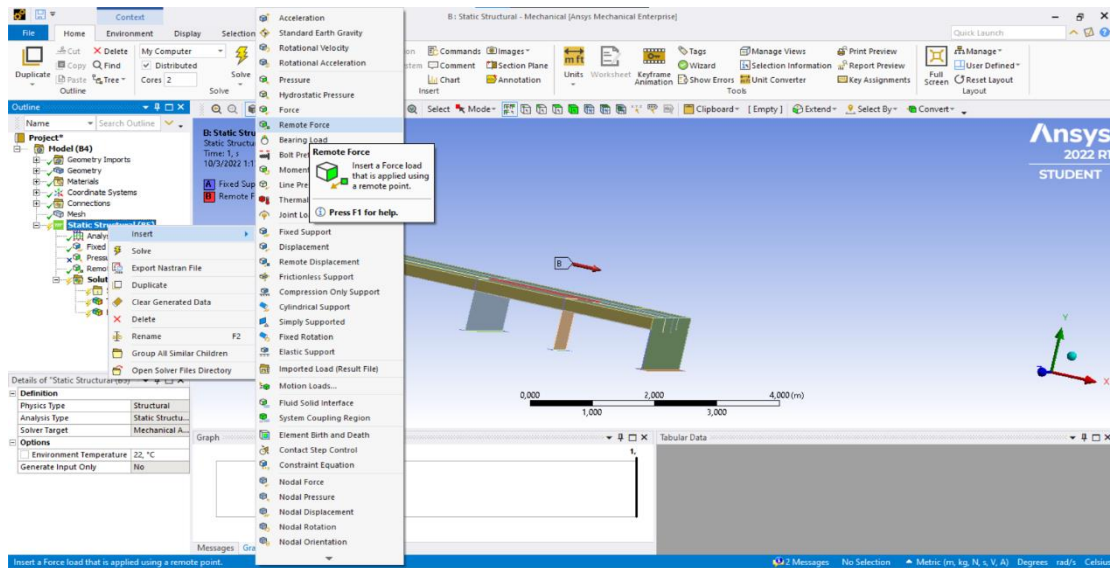 Context
B : Static Structural - Mechanical [Ansys Mechanical Enterprise]
File
Home
Environment
Display
Selection
Quick Launch
Duplicate
Cut
Copy
Paste
Delete
Find
Tree
Outline
My Computer
Distributed
Cores 2
Solve
Solve
Commands
Comment
Chart
Images
Section Plane
Annotation
Insert
Units
Worksheet
Keyframe
Animation
Tags
Wizard
Show Errors
Manage Views
Selection Information
Unit Converter
Print Preview
Report Preview
Key Assignments
Tools
Full
Screen
Manage
User Defined
Reset Layout
Layout
Outline
Name
Search Outline
Select
Mode
Clipboard
[ Empty ]
Extend
Select By
Convert
Project*
Model (B4)
Geometry Imports
Geometry
Materials
Coordinate Systems
Connections
Mesh
Static Structural (B5)
Fixed
Solut
Insert
Solve
Export Nastran File
Duplicate
Clear Generated Data
Delete
Rename F2
Group All Similar Children
Open Solver Files Directory
Acceleration
Standard Earth Gravity
Rotational Velocity
Rotational Acceleration
Pressure
Hydrostatic Pressure
Force
Remote Force
Bearing Load
Bolt Pre
Moment
Line Pre
Thermal
Joint Lo
Fixed Support
Displacement
Remote Displacement
Frictionless Support
Compression Only Support
Cylindrical Support
Simply Supported
Fixed Rotation
Elastic Support
Imported Load (Result File)
Motion Loads...
Fluid Solid Interface
System Coupling Region
Element Birth and Death
Contact Step Control
Constraint Equation
Nodal Force
Nodal Pressure
Nodal Displacement
Nodal Rotation
Nodal Orientation
Remote Force
Insert a Force load
that is applied using
a remote point.
Press F1 for help.
B: Static Stru
Static Structu
Time: 1, s
10/3/2022 1:1
A Fixed Sup
B Remote F
B
Ansys
2022 R1
STUDENT
Y
X
0,000
1,000
2,000
3,000
4,000 (m)
Details of "Static Structural (B5)"
Definition
Physics Type Structural
Analysis Type Static Structu...
Solver Target Mechanical A...
Options
Environment Temperature 22, °C
Generate Input Only No
Graph
1,
Tabular Data
Messages
Gra
Insert a Force load that is applied using a remote point.
2 Messages
No Selection
Metric (m, kg, N, s, V, A)
Degrees
rad/s
Celsius